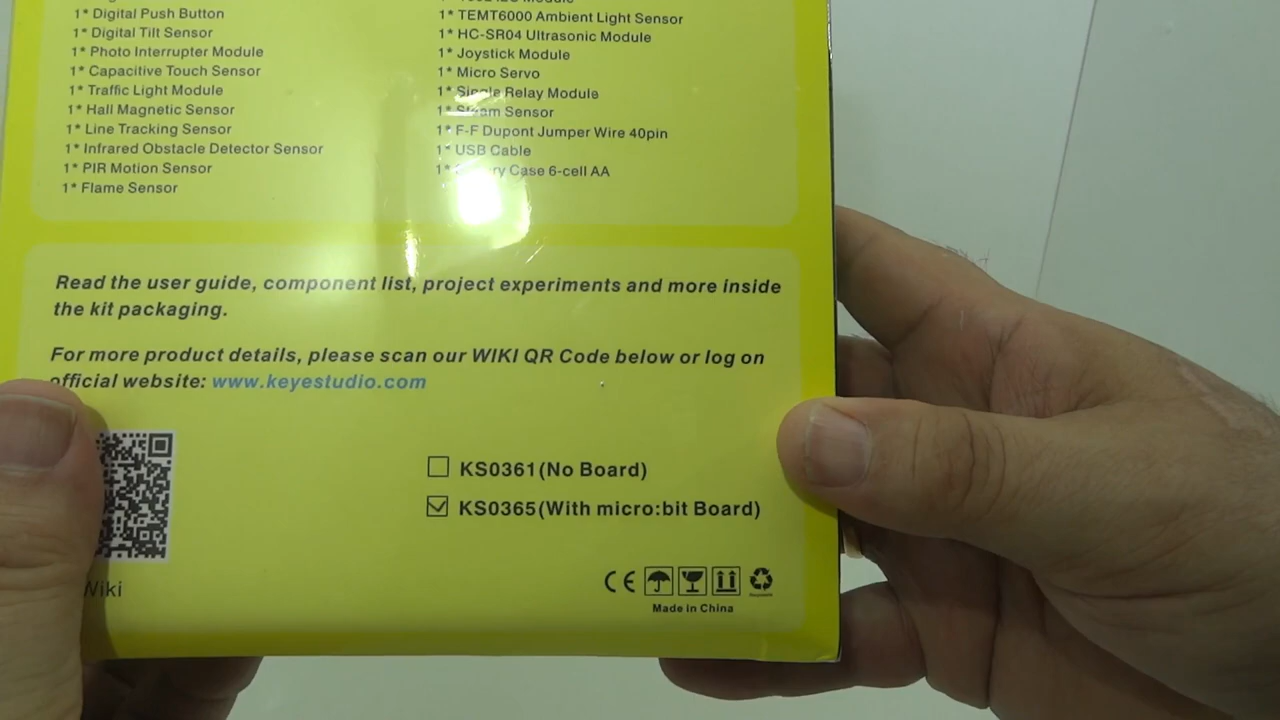 1* Digital Push Button
1* Digital Tilt Sensor
1* Photo Interrupter Module
1* Capacitive Touch Sensor
1* Traffic Light Module
1* Hall Magnetic Sensor
1* Line Tracking Sensor
1* Infrared Obstacle Detector Sensor
1* PIR Motion Sensor
1* Flame Sensor
Module
1* TEMT6000 Ambient Light Sensor
1* HC-SR04 Ultrasonic Module
1* Joystick Module
1* Micro Servo
1* Single Relay Module
1* Steam Sensor
1* F-F Dupont Jumper Wire 40pin
1* USB Cable
1* Case 6-cell AA
Read the user guide, component list, project experiments and more inside
the kit packaging.
For more product details, please scan our WIKI QR Code below or log on
official website: www.keyestudio.com
KS0361(No Board)
KS0365(With micro:bit Board)
Wiki
CE
Made in China